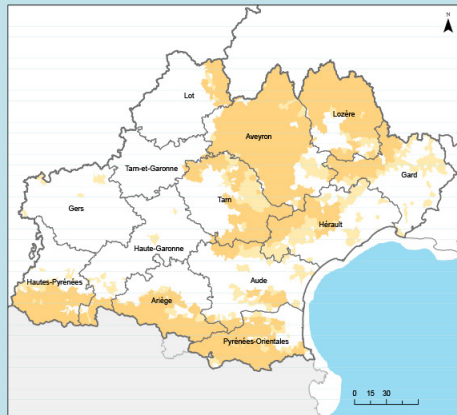 N
Lot
Lozère
Aveyron
Tarn-et-Garonne
Gard
Tarn
Gers
Hérault
Haute-Garonne
Hautes-Pyrénées
Aude
Ariège
Pyrénées-Orientales
0 15 30